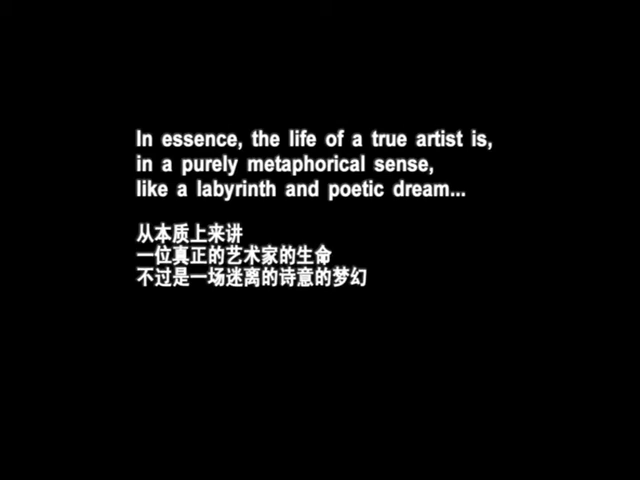 In essence, the life of a true artist is,
in a purely metaphorical sense,
like a labyrinth and poetic dream...
从本质上来讲
一位真正的艺术家的生命
不过是一场迷离的诗意的梦幻